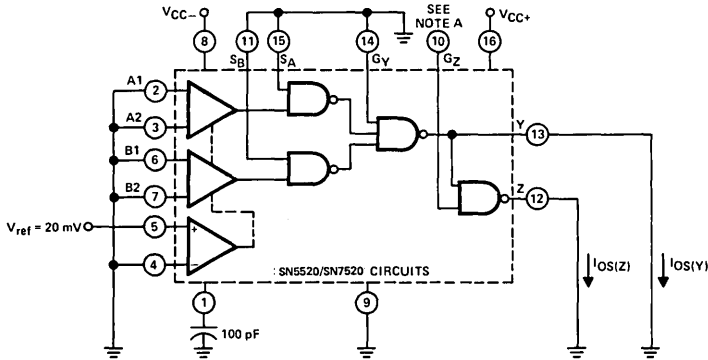 VCC−
SEE
NOTE A
VCC+
8
11
15
14
10
16
SB
SA
GY
GZ
A1
2
A2
3
B1
6
B2
7
Vref = 20 mV
5
+
4
−
Y
13
Z
12
: SN5520/SN7520 CIRCUITS
IOS(Z)
IOS(Y)
1
9
100 pF